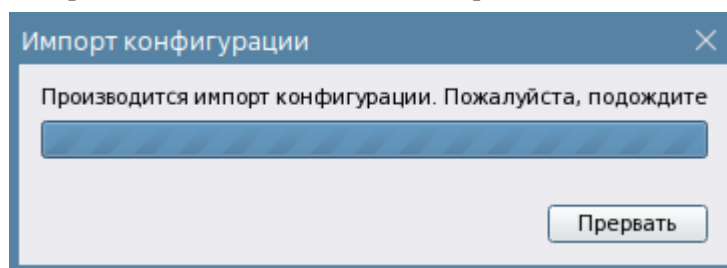 Импорт конфигурации
Производится импорт конфигурации. Пожалуйста, подождите
Прервать